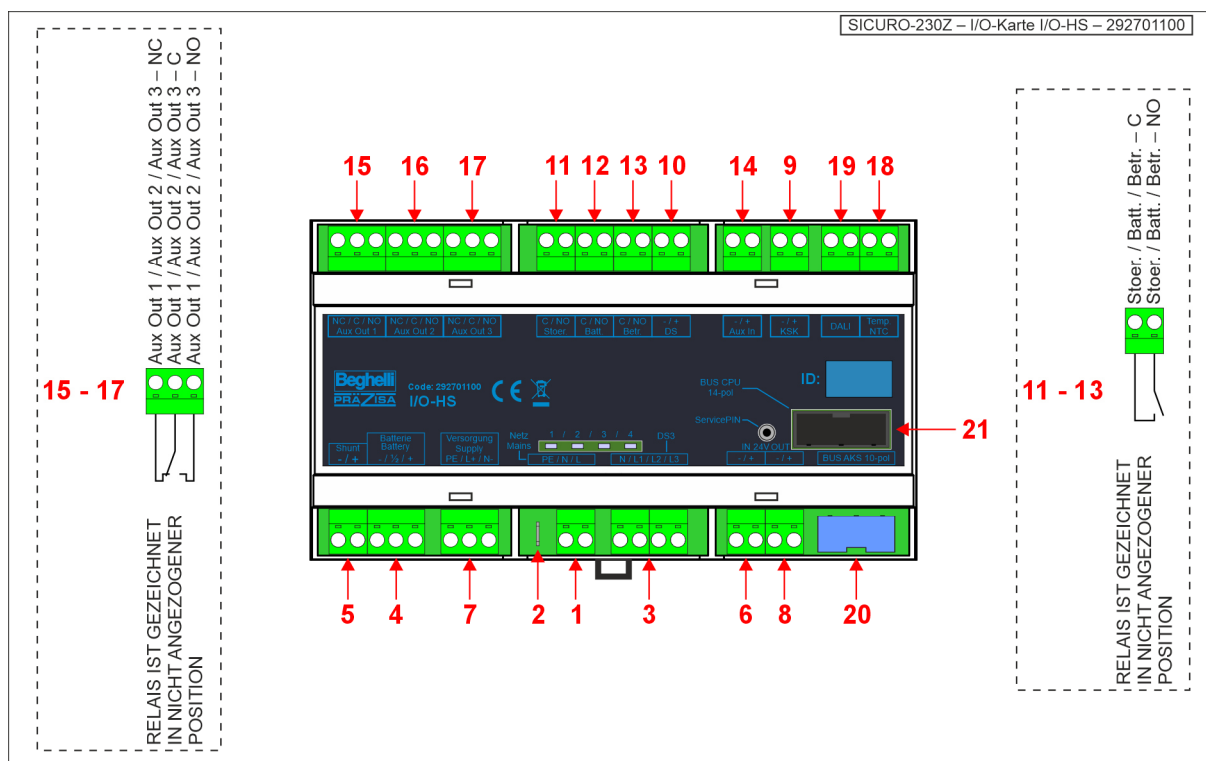 SICURO-230Z – I/O-Karte I/O-HS – 292701100
Aux Out 1 / Aux Out 2 / Aux Out 3 – NC
Aux Out 1 / Aux Out 2 / Aux Out 3 – C
Aux Out 1 / Aux Out 2 / Aux Out 3 – NO
15 - 17
RELAIS IST GEZEICHNET
IN NICHT ANGEZOGENER
POSITION
15 16 17 11 12 13 10 14 9 19 18
NC / C / NO NC / C / NO NC / C / NO C / NO C / NO C / NO - / + - / + - / + DALI Temp
Aux Out 1 Aux Out 2 Aux Out 3 Stoer Batt. Betr. DS Aux In KSK NTC
Beghelli
PRÄZISA
Code: 292701100
I/O-HS
CE
BUS CPU
14-pol
ID:
ServicePIN
21
Shunt
- / +
Batterie
Battery
- / ½ / +
Versorgung
Supply
PE / L+ / N-
Netz
Mains
1 / 2 / 3 / 4
DS3
PE / N / L
N / L1 / L2 / L3
IN 24V OUT
- / + - / +
BUS AKS 10-pol
5 4 7 2 1 3 6 8 20
Stoer. / Batt. / Betr. – C
Stoer. / Batt. / Betr. – NO
11 - 13
RELAIS IST GEZEICHNET
IN NICHT ANGEZOGENER
POSITION